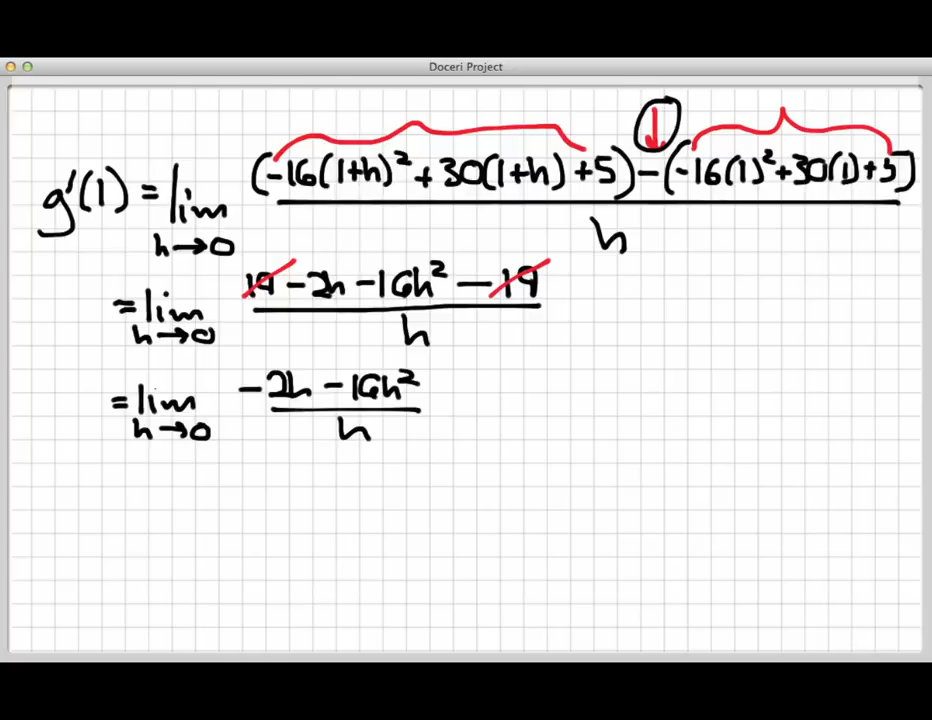 Doceri Project
(-16(1+h)²+30(1+h)+5)-(-16(1)²+30(1)+5)
g'(1) = lim
h→0
h
19-2h-16h²-19
= lim
h→0
h
-2h-16h²
= lim
h→0
h